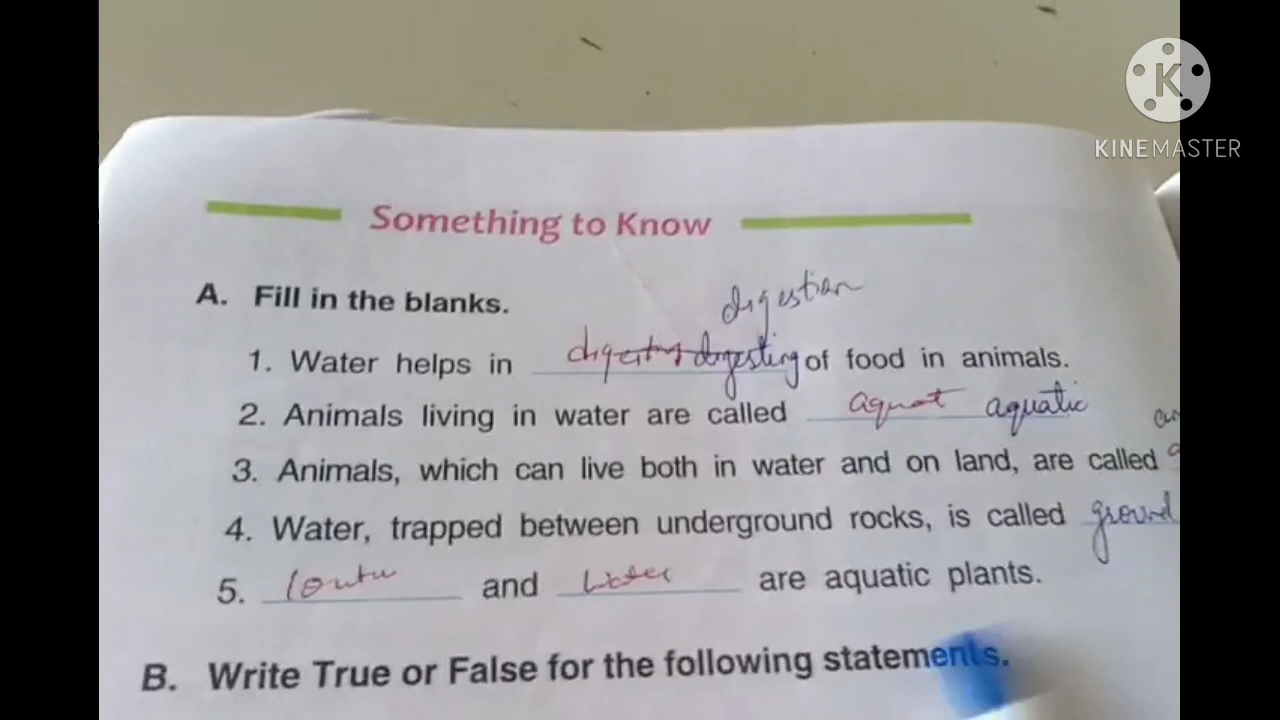 KINEMASTER
Something to Know
A. Fill in the blanks.
digestion
1. Water helps in digesting of food in animals.
2. Animals living in water are called aquat aquatic
3. Animals, which can live both in water and on land, are called
4. Water, trapped between underground rocks, is called ground
5. and are aquatic plants.
B. Write True or False for the following statements.